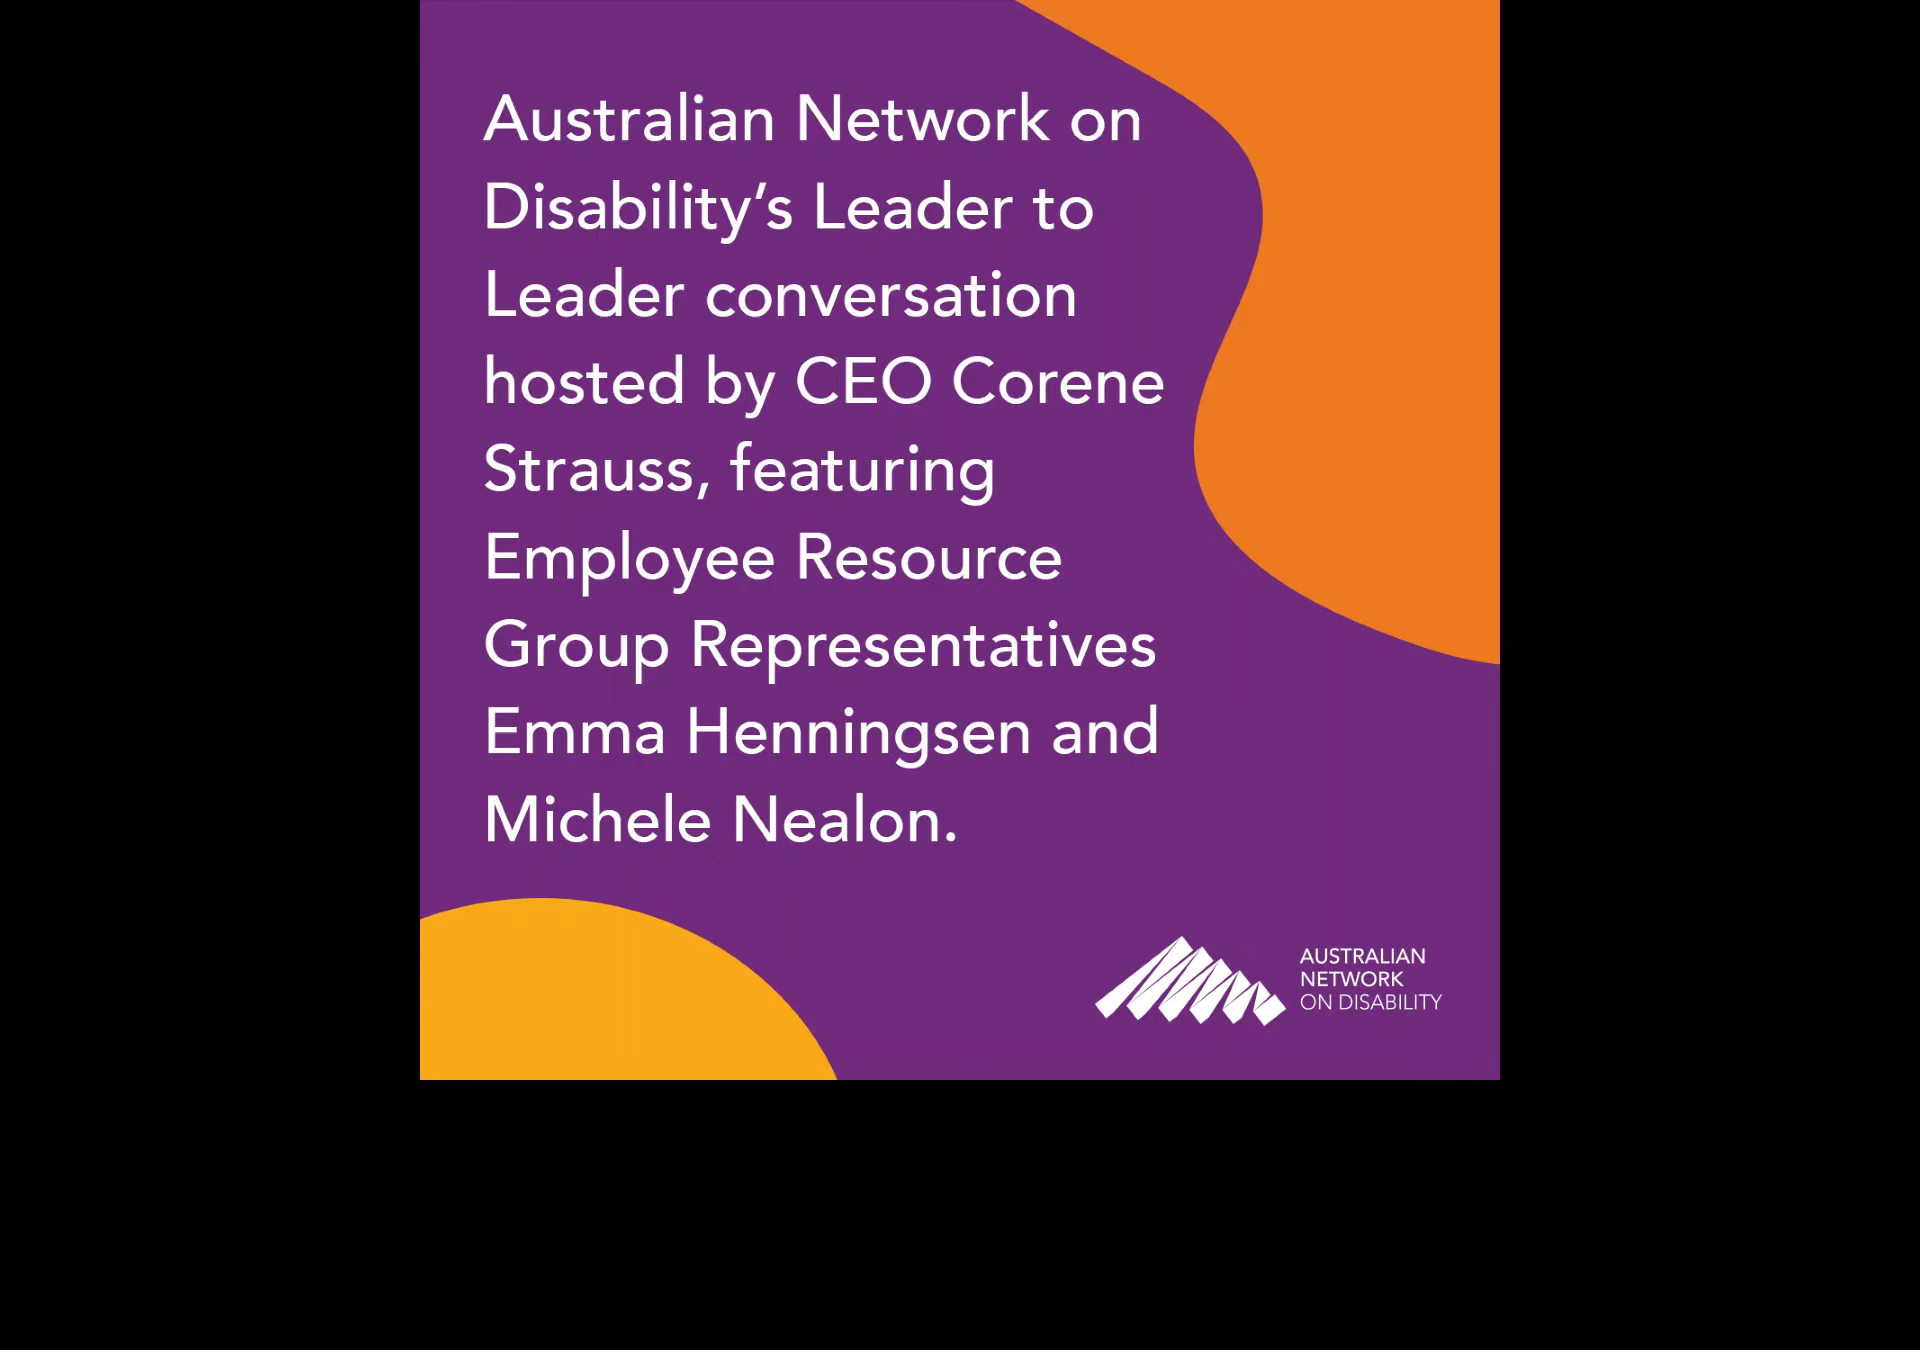 Australian Network on
Disability’s Leader to
Leader conversation
hosted by CEO Corene
Strauss, featuring
Employee Resource
Group Representatives
Emma Henningsen and
Michele Nealon.
AUSTRALIAN
NETWORK
ON DISABILITY